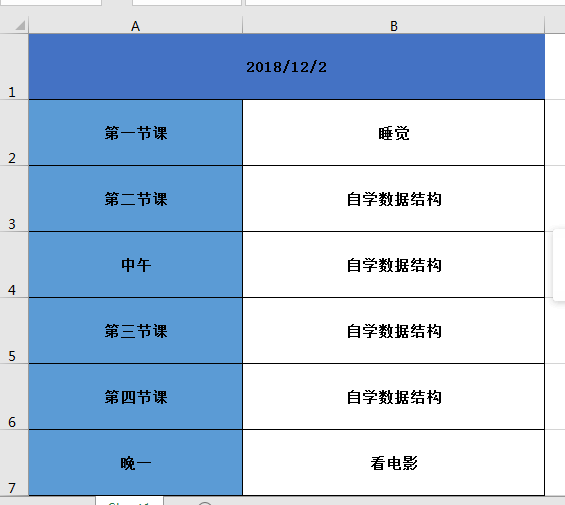 A B
1 2018/12/2
2 第一节课 睡觉
3 第二节课 自学数据结构
4 中午 自学数据结构
5 第三节课 自学数据结构
6 第四节课 自学数据结构
7 晚一 看电影